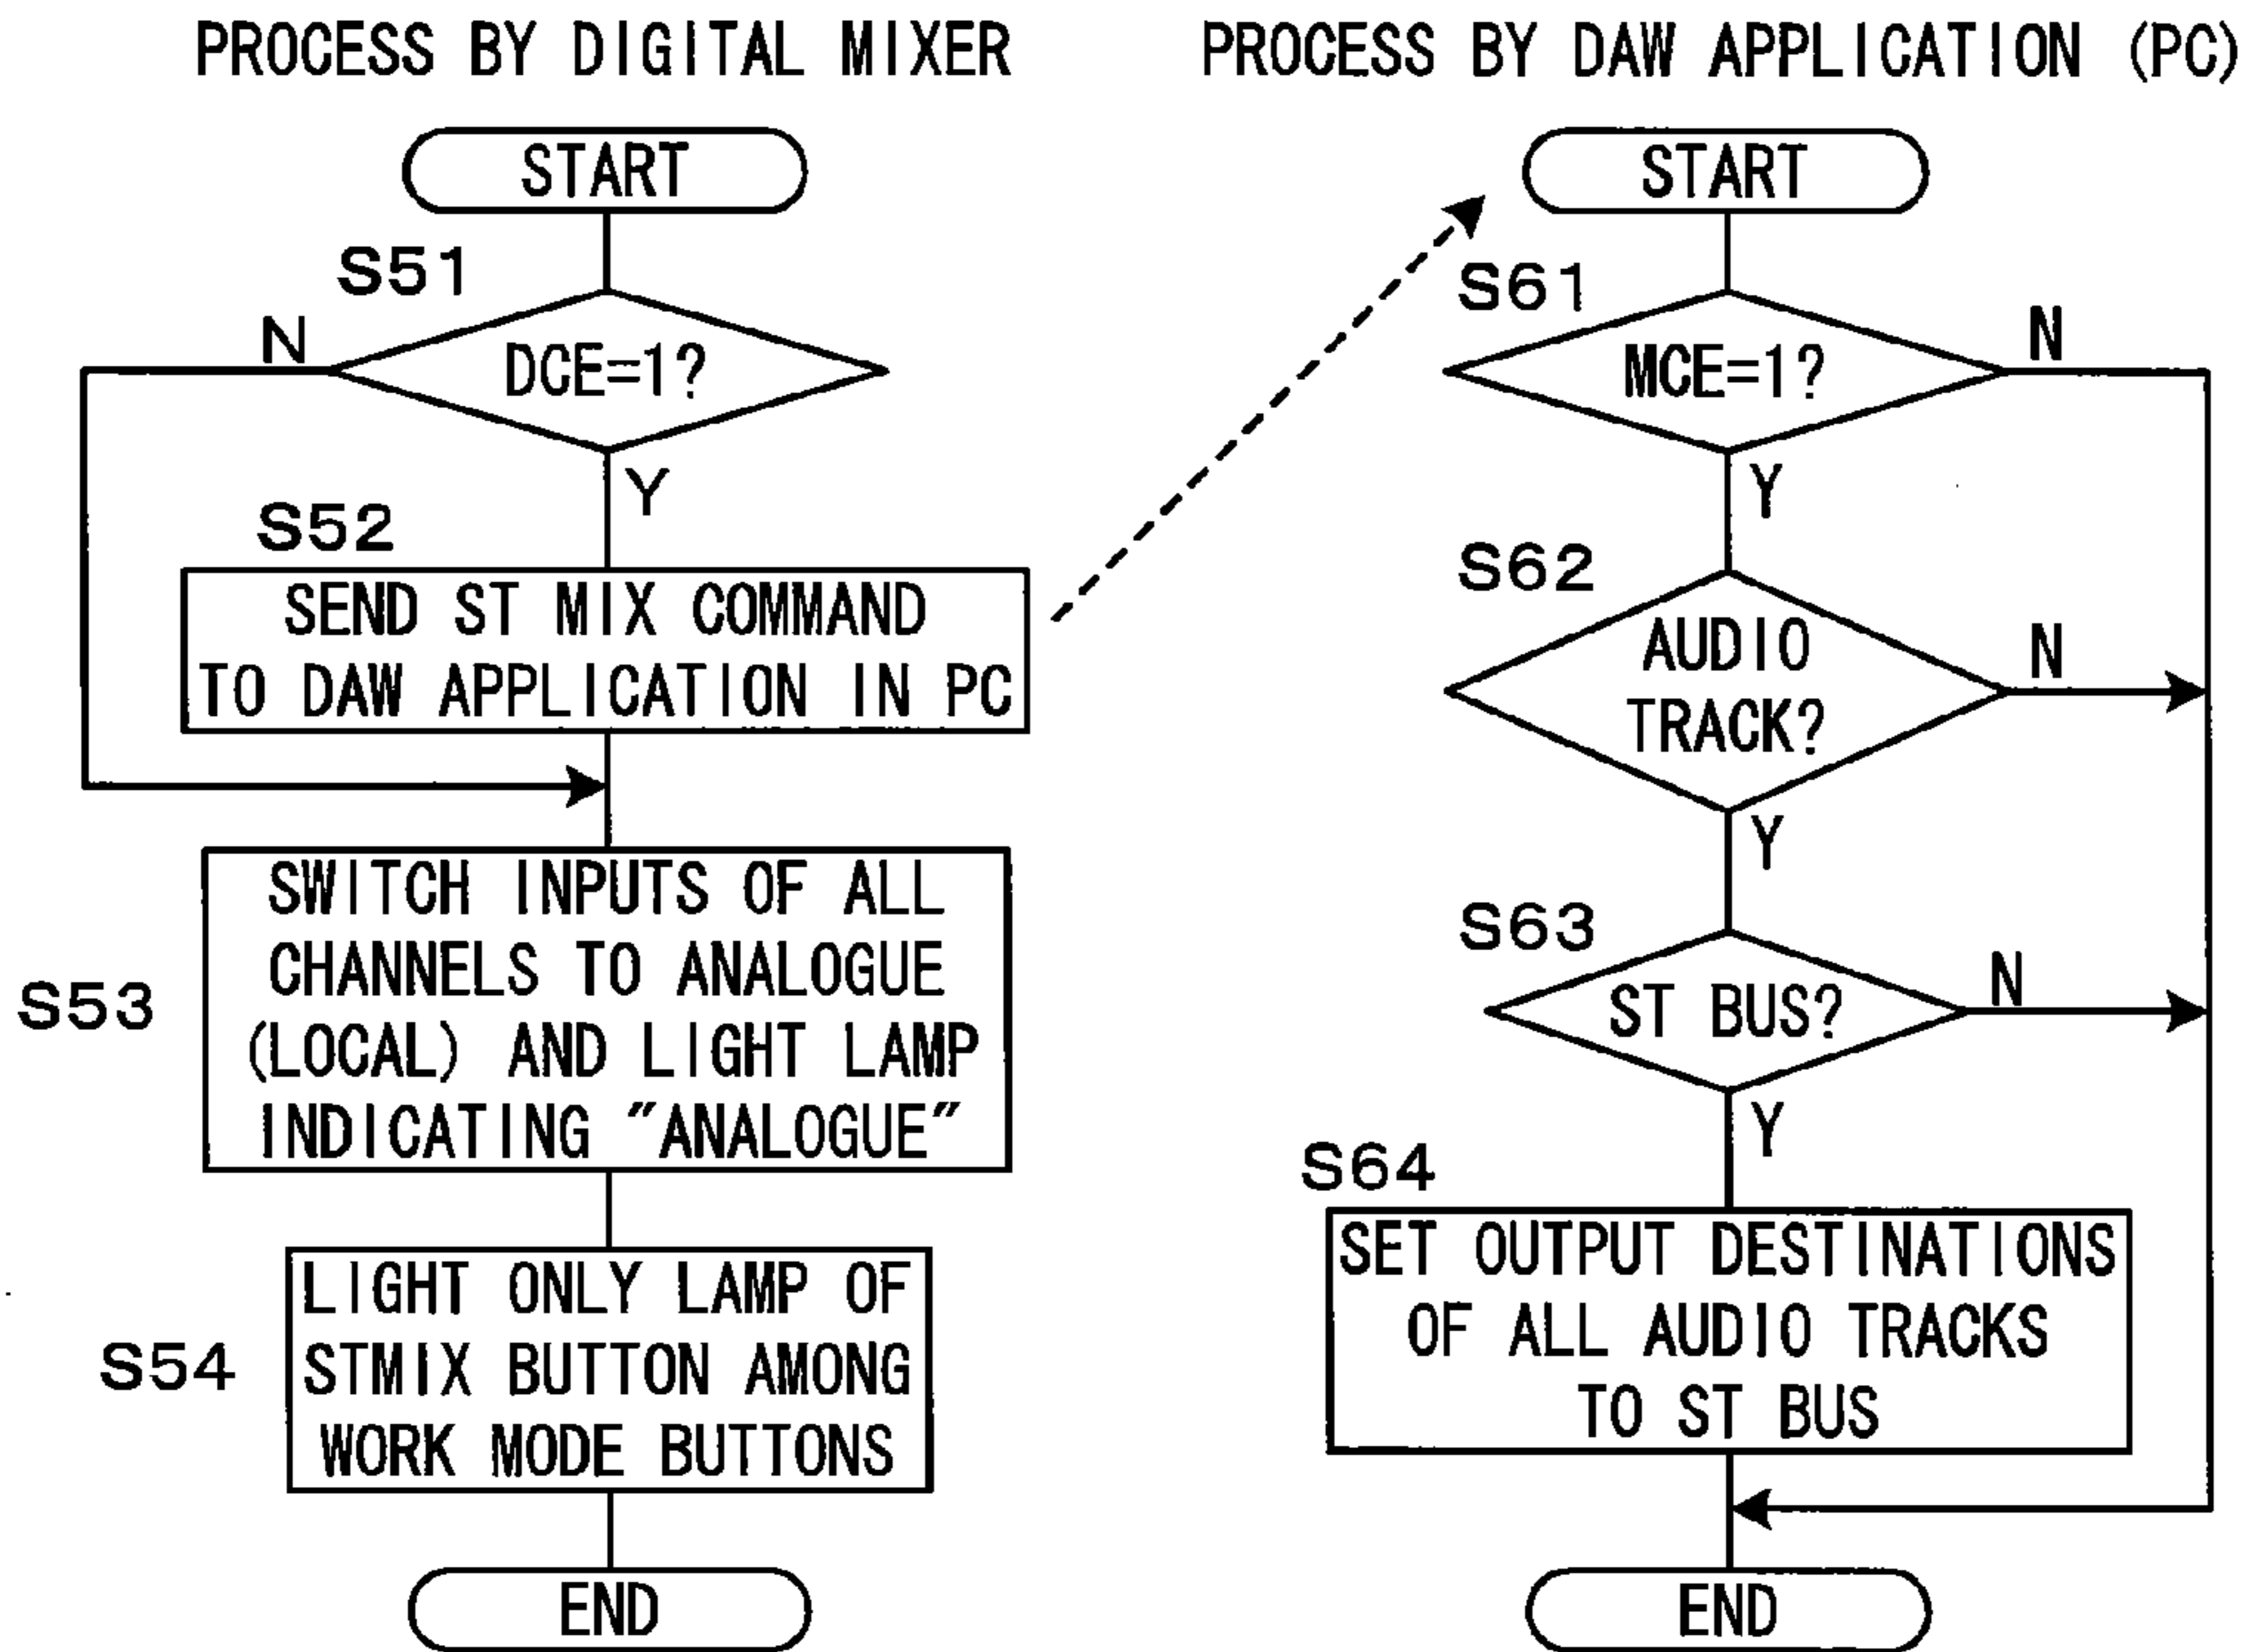 PROCESS BY DIGITAL MIXER
START
S51
N
DCE=1?
Y
S52
SEND ST MIX COMMAND
TO DAW APPLICATION IN PC
S53
SWITCH INPUTS OF ALL
CHANNELS TO ANALOGUE
(LOCAL) AND LIGHT LAMP
INDICATING "ANALOGUE"
S54
LIGHT ONLY LAMP OF
STMIX BUTTON AMONG
WORK MODE BUTTONS
END
PROCESS BY DAW APPLICATION (PC)
START
S61
MCE=1?
N
Y
S62
AUDIO
TRACK?
N
Y
S63
ST BUS?
N
Y
S64
SET OUTPUT DESTINATIONS
OF ALL AUDIO TRACKS
TO ST BUS
END